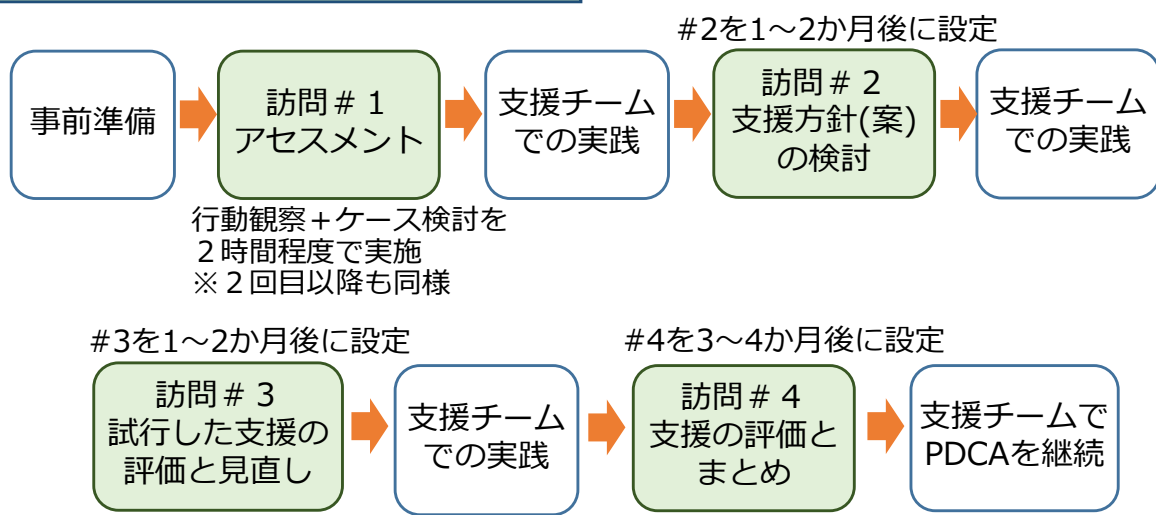 #2を1～2か月後に設定
事前準備
訪問＃１
アセスメント
支援チーム
での実践
訪問＃２
支援方針(案)
の検討
支援チーム
での実践
行動観察＋ケース検討を
２時間程度で実施
※２回目以降も同様
#3を1～2か月後に設定
#4を3～4か月後に設定
訪問＃３
試行した支援の
評価と見直し
支援チーム
での実践
訪問＃４
支援の評価と
まとめ
支援チームで
PDCAを継続